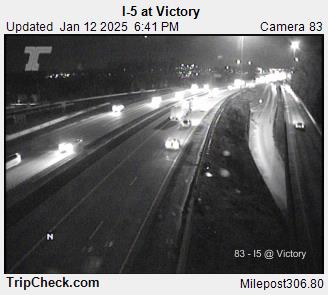 I-5 at Victory
Updated  Jan 12 2025  6:41 PM
Camera 83
T
N
83 - I5 @ Victory
TripCheck.com
Milepost306.80